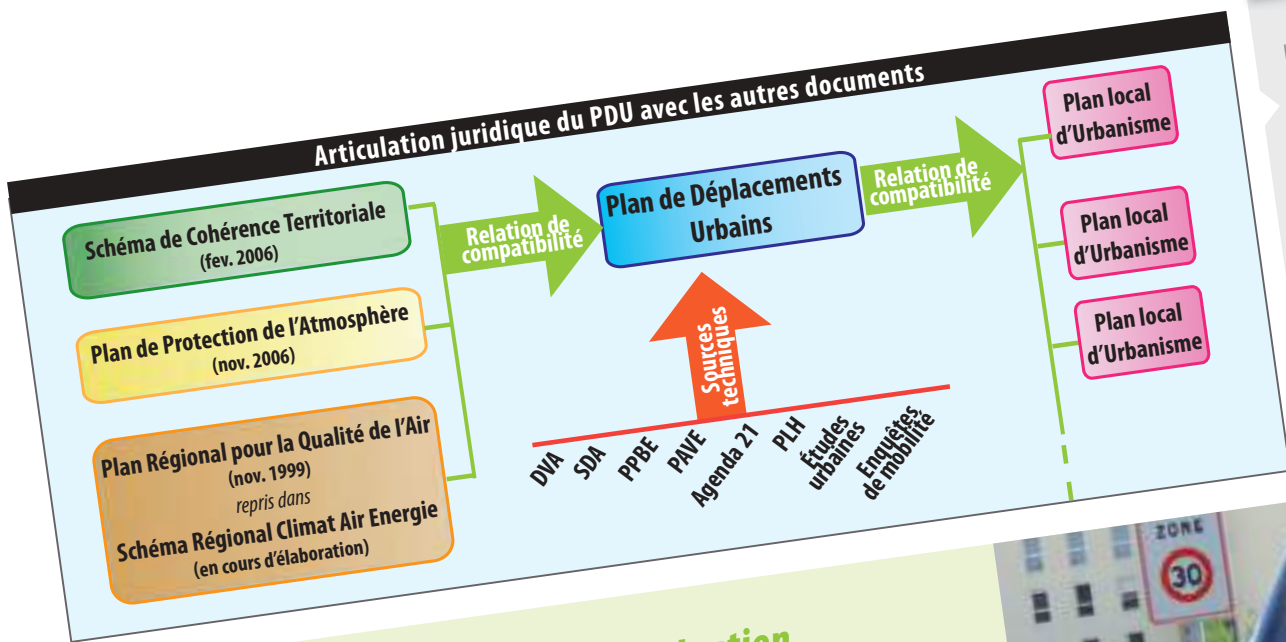 Articulation juridique du PDU avec les autres documents
Schéma de Cohérence Territoriale
(fev. 2006)
Plan de Protection de l'Atmosphère
(nov. 2006)
Plan Régional pour la Qualité de l'Air
(nov. 1999)
repris dans
Schéma Régional Climat Air Energie
(en cours d'élaboration)
Relation de
compatibilité
Plan de Déplacements
Urbains
Relation de
compatibilité
Sources
techniques
DVA
SDA
PPBE
PAVE
Agenda 21
PLH
Études
urbaines
Enquêtes
de mobilité
Plan local
d'Urbanisme
Plan local
d'Urbanisme
Plan local
d'Urbanisme
ZONE
30